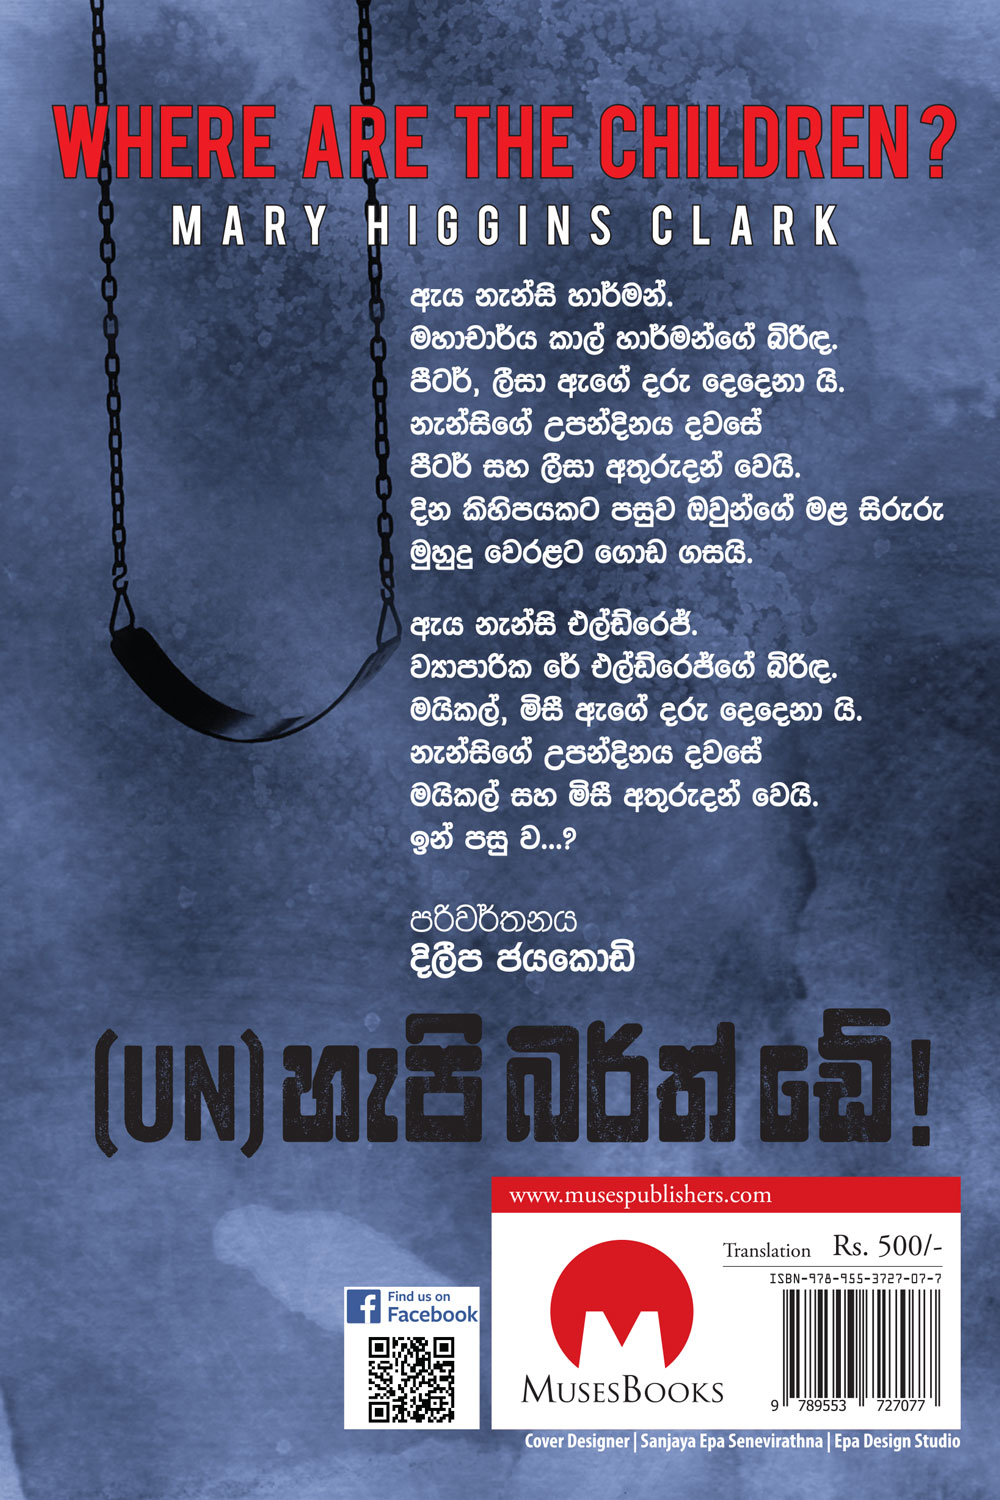 WHERE ARE THE CHILDREN?
MARY HIGGINS CLARK
ඇය නැන්සි හාර්මන්.
මහාචාර්ය කාල් හාර්මන්ගේ බිරිඳ.
පීටර්, ලීසා ඇගේ දරු දෙදෙනා යි.
නැන්සිගේ උපන්දිනය දවසේ
පීටර් සහ ලීසා අතුරුදන් වෙයි.
දින කිහිපයකට පසුව ඔවුන්ගේ මළ සිරුරු
මුහුදු වෙරළට ගොඩ ගසයි.
ඇය නැන්සි එල්ඩ්රෙජ්.
ව්‍යාපාරික රේ එල්ඩ්රෙජ්ගේ බිරිඳ.
මයිකල්, මිසී ඇගේ දරු දෙදෙනා යි.
නැන්සිගේ උපන්දිනය දවසේ
මයිකල් සහ මිසී අතුරුදන් වෙයි.
ඉන් පසු ව...?
පරිවර්තනය
දිලීප ජයකොඩි
(UN) හැපි බර්ත් ඩේ!
www.musespublishers.com
Translation Rs. 500/-
ISBN-978-955-3727-07-7
9 789553 727077
MUSESBOOKS
Find us on
Facebook
Cover Designer | Sanjaya Epa Senevirathna | Epa Design Studio